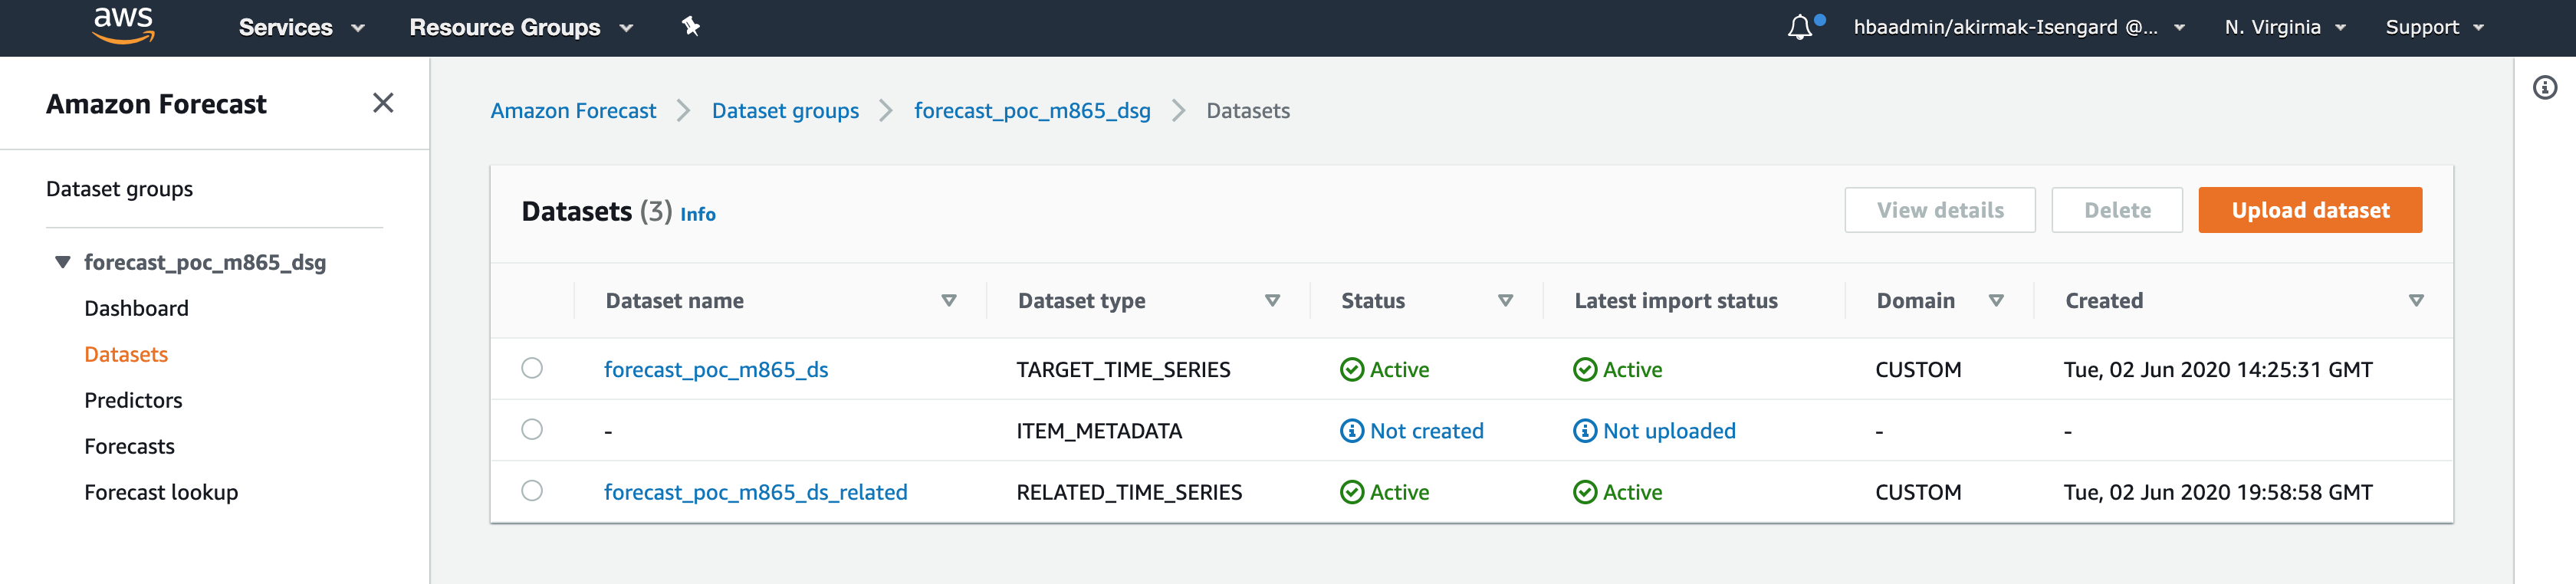 aws Services Resource Groups hbaadmin/akirmak-Isengard @... N. Virginia Support
Amazon Forecast
Dataset groups
forecast_poc_m865_dsg
Dashboard
Datasets
Predictors
Forecasts
Forecast lookup
Amazon Forecast Dataset groups forecast_poc_m865_dsg Datasets
Datasets (3) Info View details Delete Upload dataset
Dataset name Dataset type Status Latest import status Domain Created
forecast_poc_m865_ds TARGET_TIME_SERIES Active Active CUSTOM Tue, 02 Jun 2020 14:25:31 GMT
- ITEM_METADATA Not created Not uploaded - -
forecast_poc_m865_ds_related RELATED_TIME_SERIES Active Active CUSTOM Tue, 02 Jun 2020 19:58:58 GMT